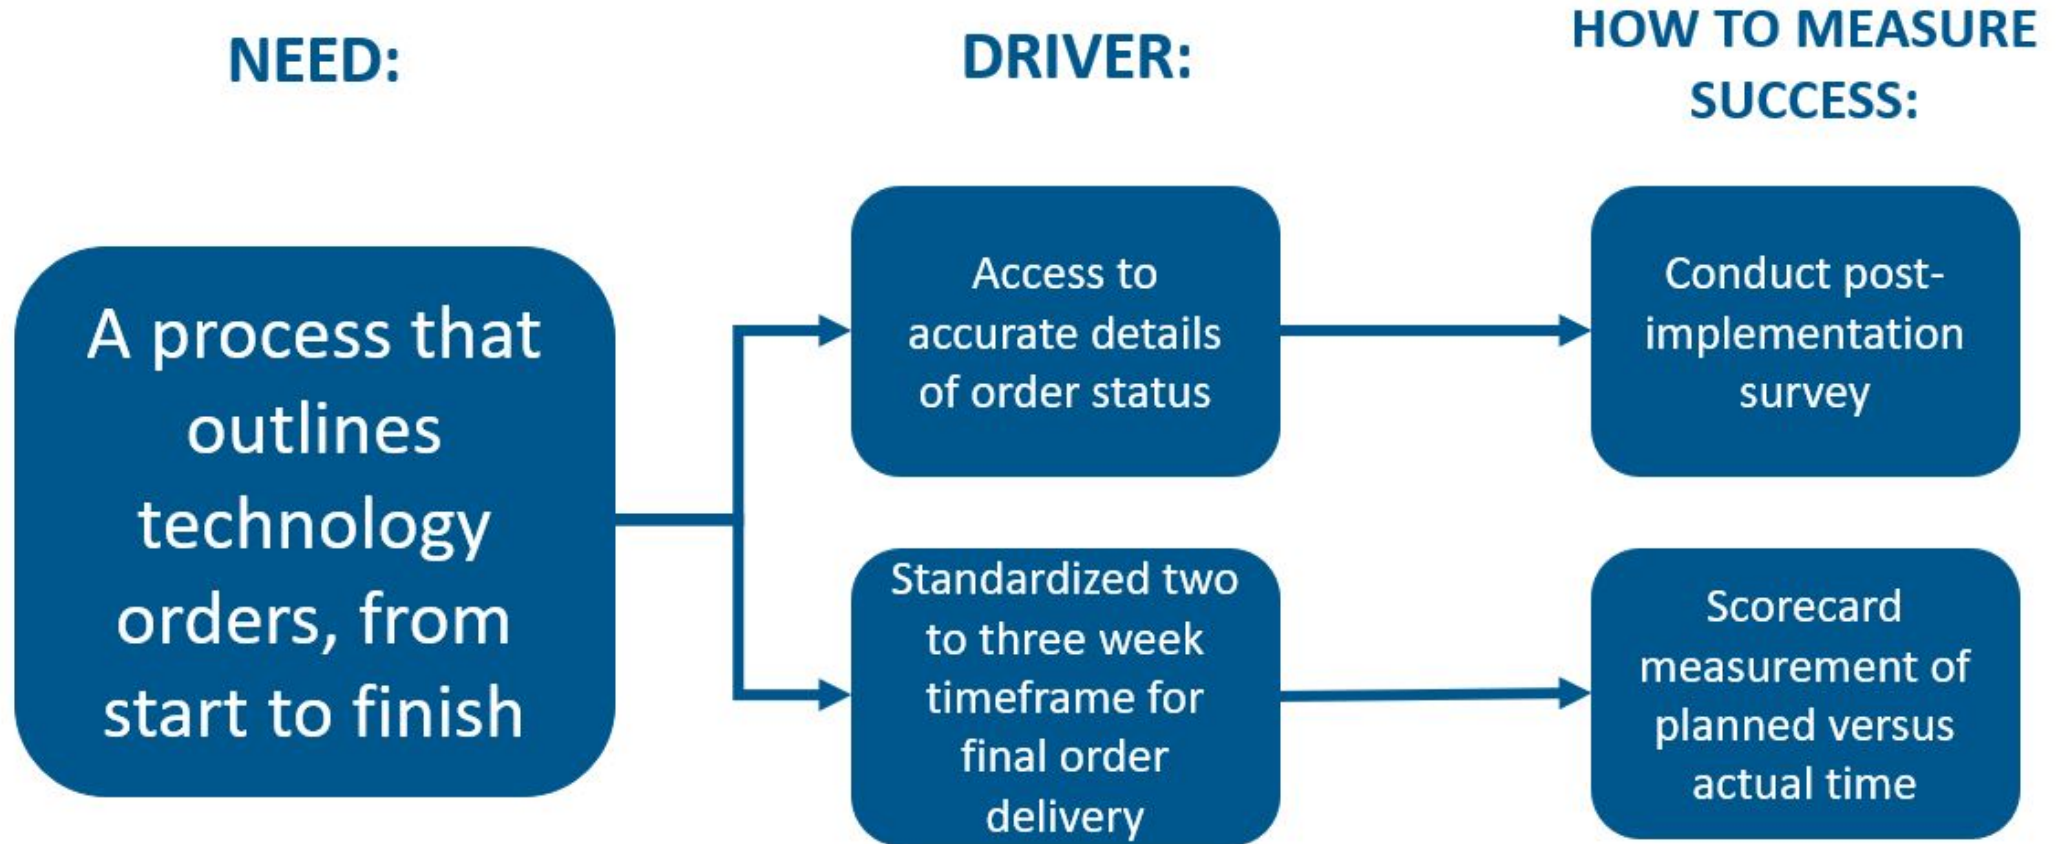 NEED:
A process that
outlines
technology
orders, from
start to finish
DRIVER:
Access to
accurate details
of order status
Standardized two
to three week
timeframe for
final order
delivery
HOW TO MEASURE
SUCCESS:
Conduct post-
implementation
survey
Scorecard
measurement of
planned versus
actual time